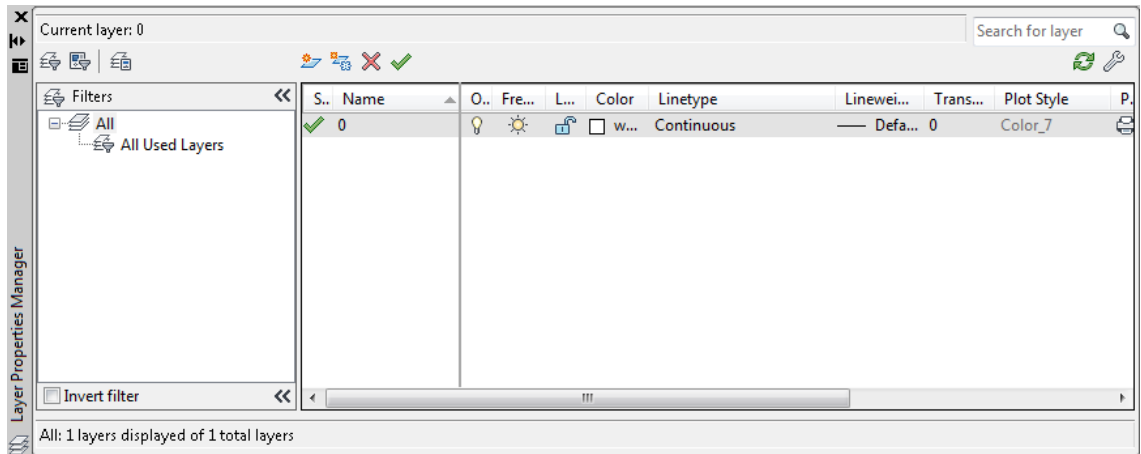 Current layer: 0
Search for layer
Filters
S.. Name O.. Fre... L... Color Linetype Linewei... Trans... Plot Style P.
All
0 w... Continuous Defa... 0 Color_7
All Used Layers
Layer Properties Manager
Invert filter
All: 1 layers displayed of 1 total layers